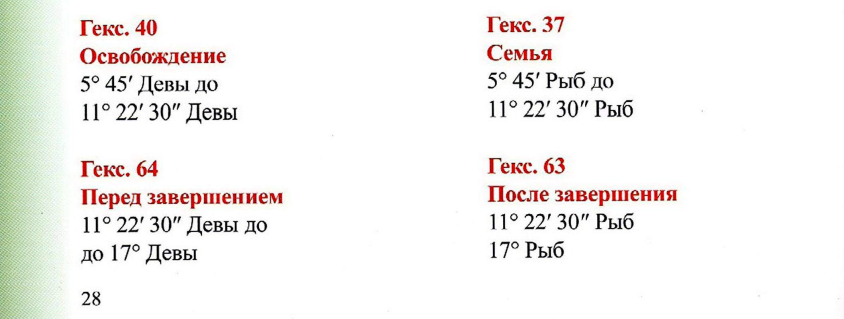 Гекс. 40
Освобождение
5° 45′ Девы до
11° 22′ 30″ Девы
Гекс. 64
Перед завершением
11° 22′ 30″ Девы до
до 17° Девы
Гекс. 37
Семья
5° 45′ Рыб до
11° 22′ 30″ Рыб
Гекс. 63
После завершения
11° 22′ 30″ Рыб
17° Рыб
28